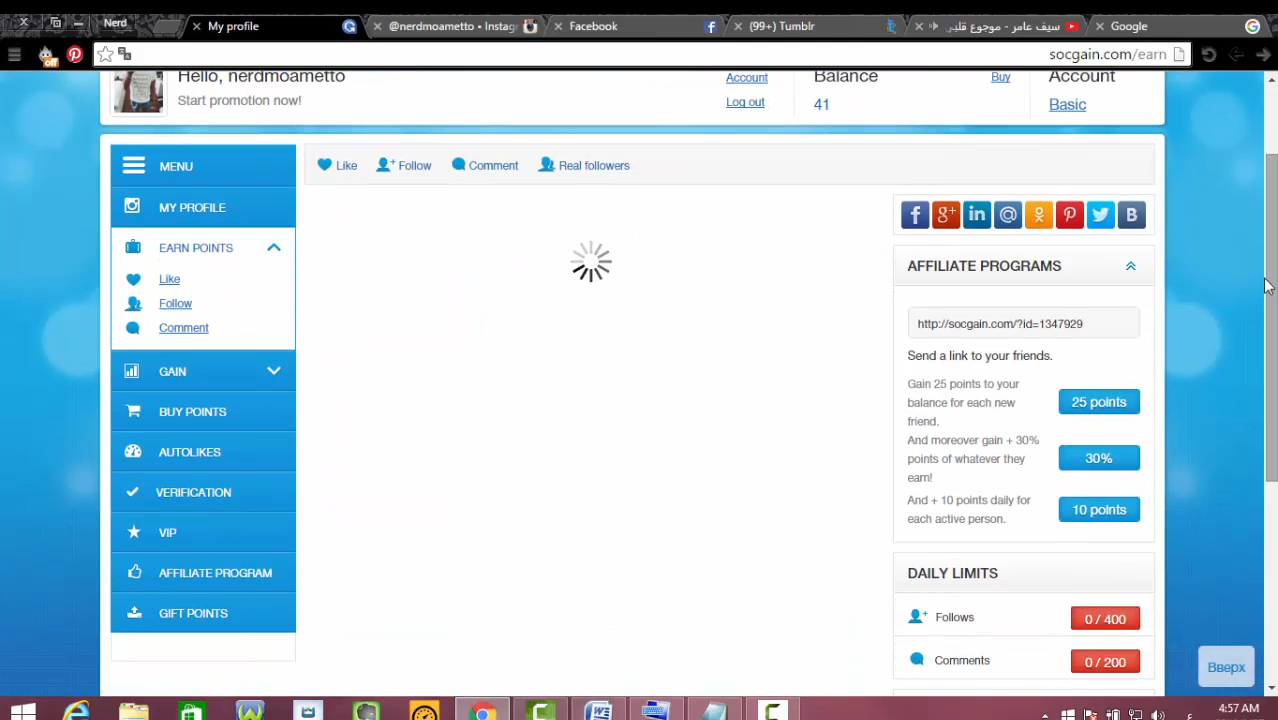 Nerd
My profile
@nerdmoametto • Instag
Facebook
(99+) Tumblr
سيف عامر - موجوع قلبي
Google
off
socgain.com/earn
Hello, nerdmoametto
Start promotion now!
Account
Log out
Balance
Buy
41
Account
Basic
MENU
MY PROFILE
EARN POINTS
Like
Follow
Comment
GAIN
BUY POINTS
AUTOLIKES
VERIFICATION
VIP
AFFILIATE PROGRAM
GIFT POINTS
Like Follow Comment Real followers
AFFILIATE PROGRAMS
http://socgain.com/?id=1347929
Send a link to your friends.
Gain 25 points to your
balance for each new
friend.
25 points
And moreover gain + 30%
points of whatever they
earn!
30%
And + 10 points daily for
each active person.
10 points
DAILY LIMITS
Follows 0 / 400
Comments 0 / 200
Вверх
4:57 AM